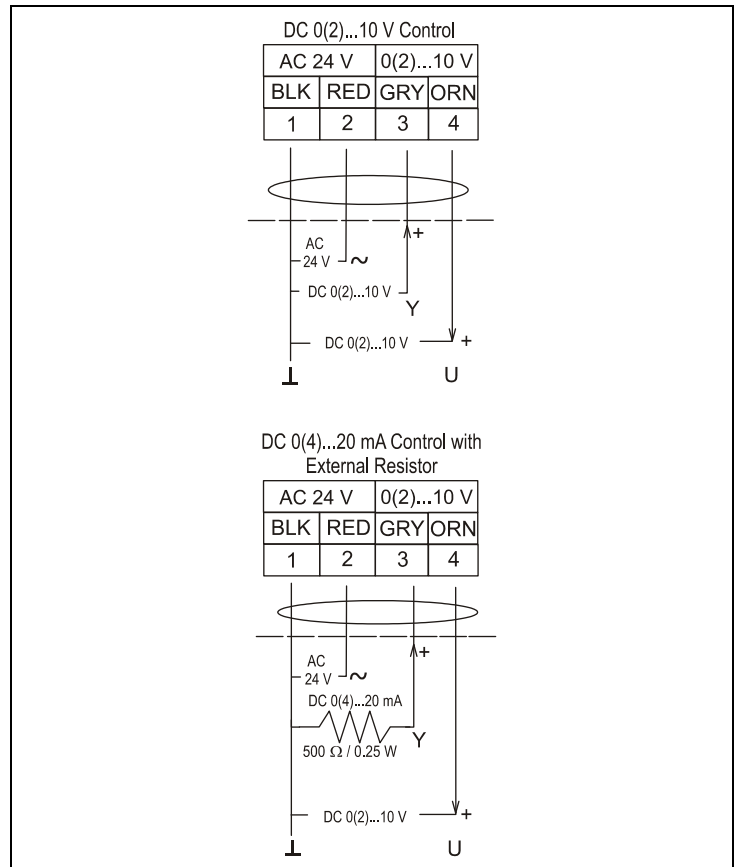 DC 0(2)...10 V Control
AC 24 V 0(2)...10 V
BLK RED GRY ORN
1 2 3 4
+
AC
24 V ~
DC 0(2)...10 V
Y
DC 0(2)...10 V +
⊥ U
DC 0(4)...20 mA Control with
External Resistor
AC 24 V 0(2)...10 V
BLK RED GRY ORN
1 2 3 4
+
AC
24 V ~
DC 0(4)...20 mA
Y
500 Ω / 0.25 W
DC 0(2)...10 V +
⊥ U